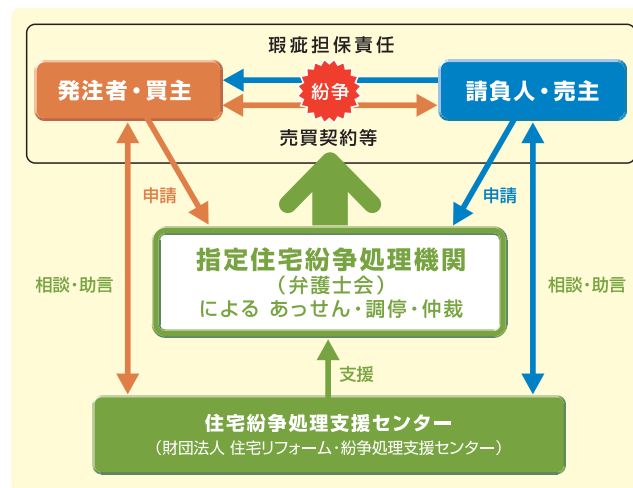 瑕疵担保責任
発注者・買主
紛争
請負人・売主
売買契約等
申請
申請
指定住宅紛争処理機関
（弁護士会）
による あっせん・調停・仲裁
相談・助言
相談・助言
支援
住宅紛争処理支援センター
（財団法人 住宅リフォーム・紛争処理支援センター）